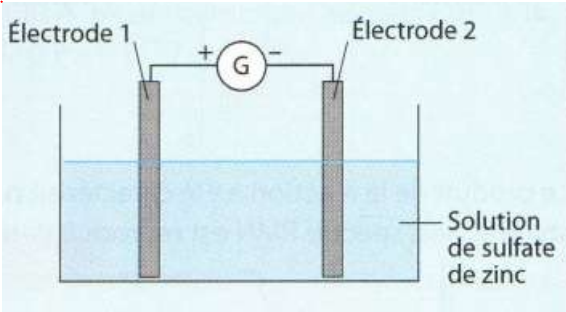 Électrode 1
Électrode 2
+ G −
Solution
de sulfate
de zinc